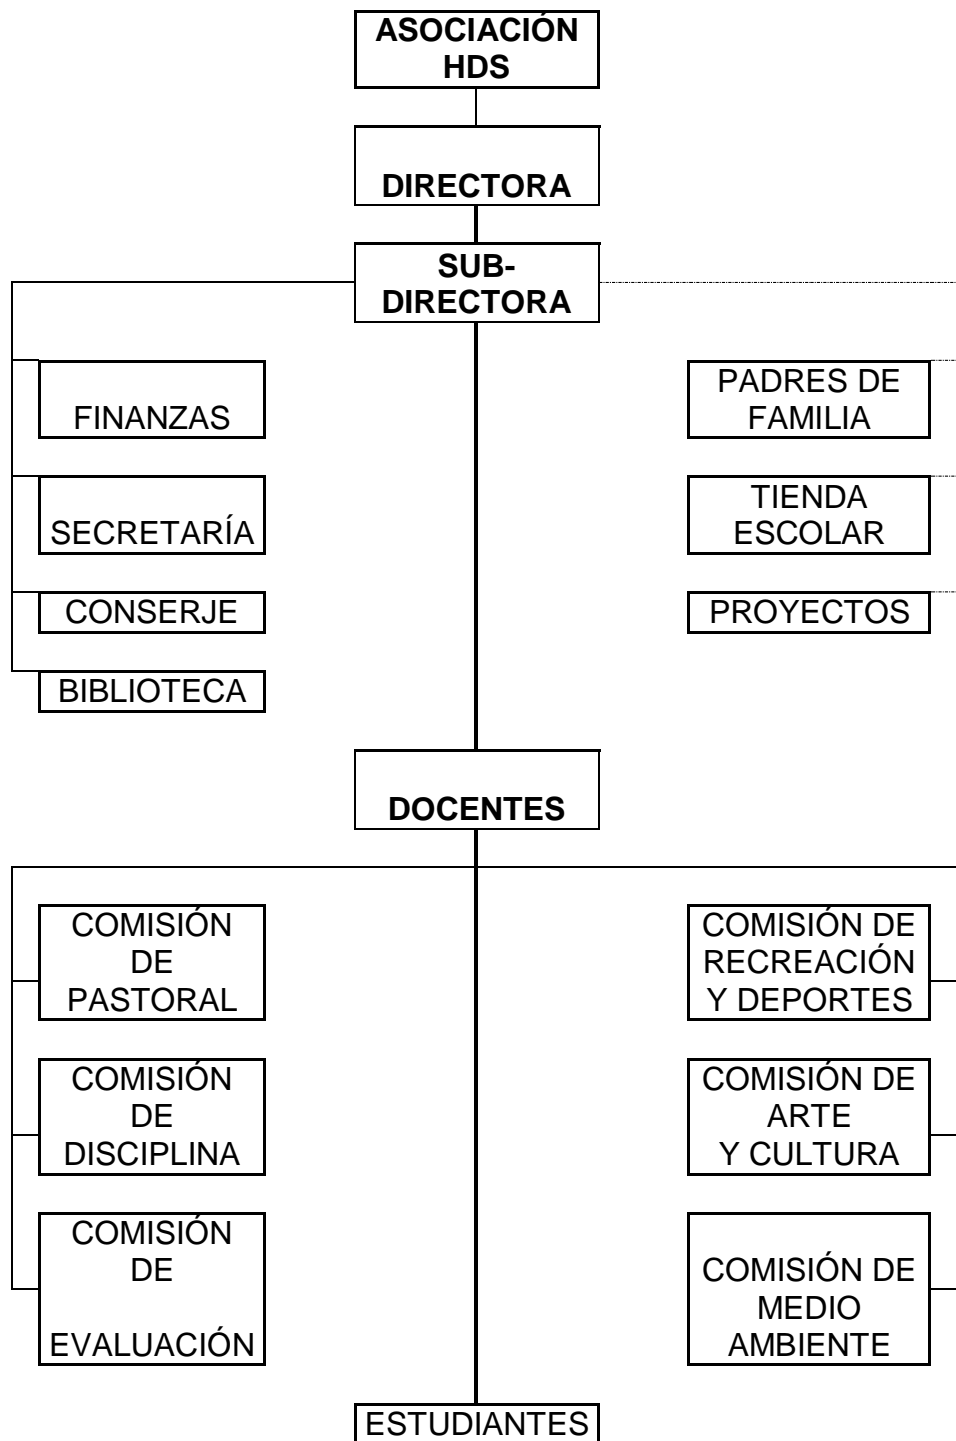 ASOCIACIÓN
HDS
DIRECTORA
SUB-
DIRECTORA
FINANZAS
SECRETARÍA
CONSERJE
BIBLIOTECA
PADRES DE
FAMILIA
TIENDA
ESCOLAR
PROYECTOS
DOCENTES
COMISIÓN
DE
PASTORAL
COMISIÓN
DE
DISCIPLINA
COMISIÓN
DE
EVALUACIÓN
COMISIÓN DE
RECREACIÓN
Y DEPORTES
COMISIÓN DE
ARTE
Y CULTURA
COMISIÓN DE
MEDIO
AMBIENTE
ESTUDIANTES